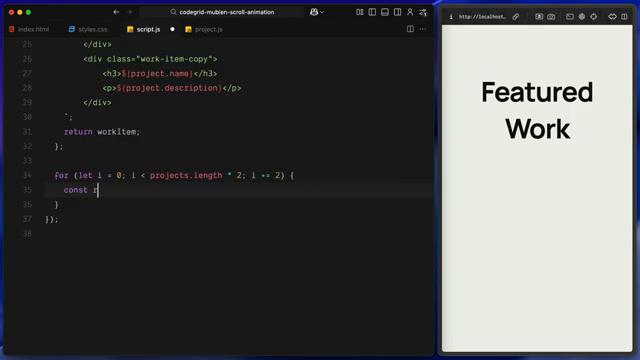 codegrid-mubien-scroll-animation
index.html
styles.css
script.js
project.js
25 </div>
26 <div class="work-item-copy">
27 <h3>${project.name}</h3>
28 <p>${project.description}</p>
29 </div>
30 `;
31 return workItem;
32 };
33
34 for (let i = 0; i < projects.length * 2; i += 2) {
35 const r
36 }
37 });
38
http://localhost...
Featured
Work